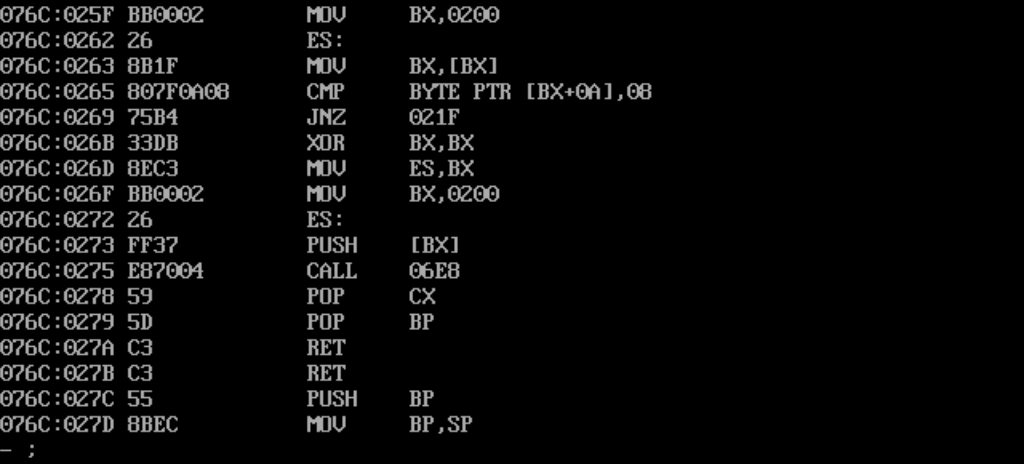 076C:025F BB0002 MOV BX,0200
076C:0262 26 ES:
076C:0263 8B1F MOV BX,[BX]
076C:0265 807F0A08 CMP BYTE PTR [BX+0A],08
076C:0269 75B4 JNZ 021F
076C:026B 33DB XOR BX,BX
076C:026D 8EC3 MOV ES,BX
076C:026F BB0002 MOV BX,0200
076C:0272 26 ES:
076C:0273 FF37 PUSH [BX]
076C:0275 E87004 CALL 06E8
076C:0278 59 POP CX
076C:0279 5D POP BP
076C:027A C3 RET
076C:027B C3 RET
076C:027C 55 PUSH BP
076C:027D 8BEC MOV BP,SP
- ;